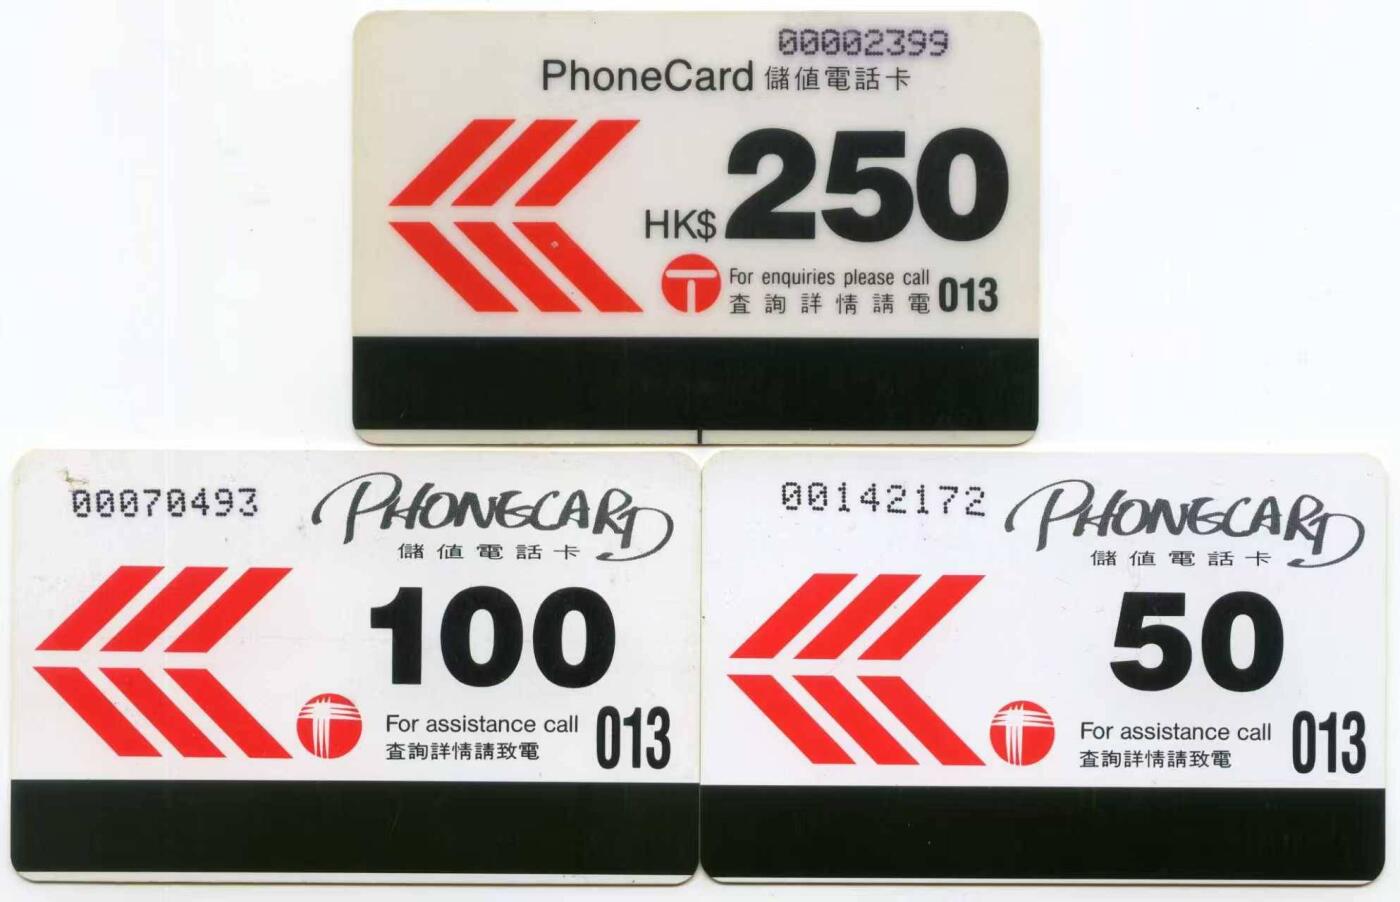 00002399
PhoneCard 儲值電話卡
HK$250
For enquiries please call 013
查詢詳情請電
00070493
PHONECARD
儲值電話卡
100
For assistance call 013
查詢詳情請致電
00142172
PHONECARD
儲值電話卡
50
For assistance call 013
查詢詳情請致電